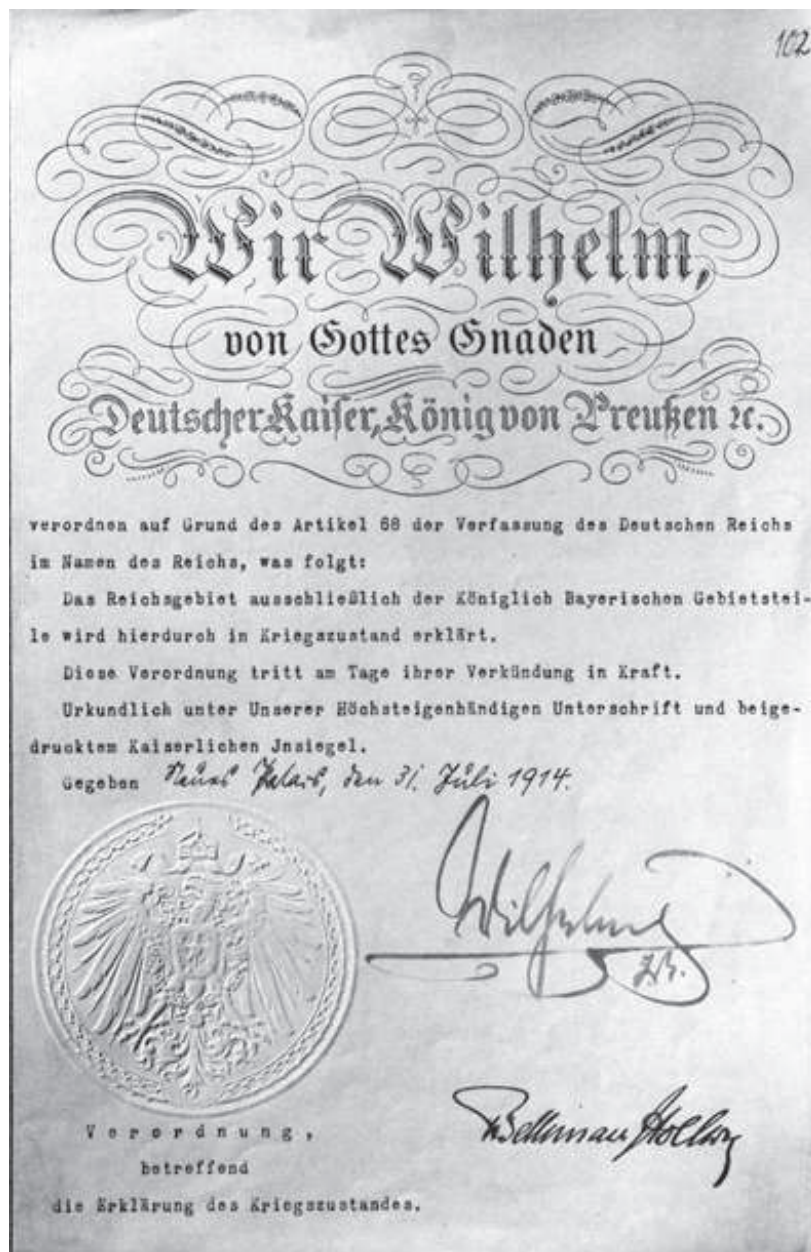 102
Wir Wilhelm,
von Gottes Gnaden
Deutscher Kaiser, König von Preußen ꝛc.
verordnen auf Grund des Artikel 68 der Verfassung des Deutschen Reichs
im Namen des Reichs, was folgt:
Das Reichsgebiet ausschließlich der Königlich Bayerischen Gebietstei-
le wird hierdurch in Kriegszustand erklärt.
Diese Verordnung tritt am Tage ihrer Verkündung in Kraft.
Urkundlich unter Unserer Höchsteigenhändigen Unterschrift und beige-
drucktem Kaiserlichen Jnsiegel.
Gegeben Neues Palais, den 31. Juli 1914.
Wilhelm
I.R.
v Bethmann Hollweg
Verordnung,
betreffend
die Erklärung des Kriegszustandes.